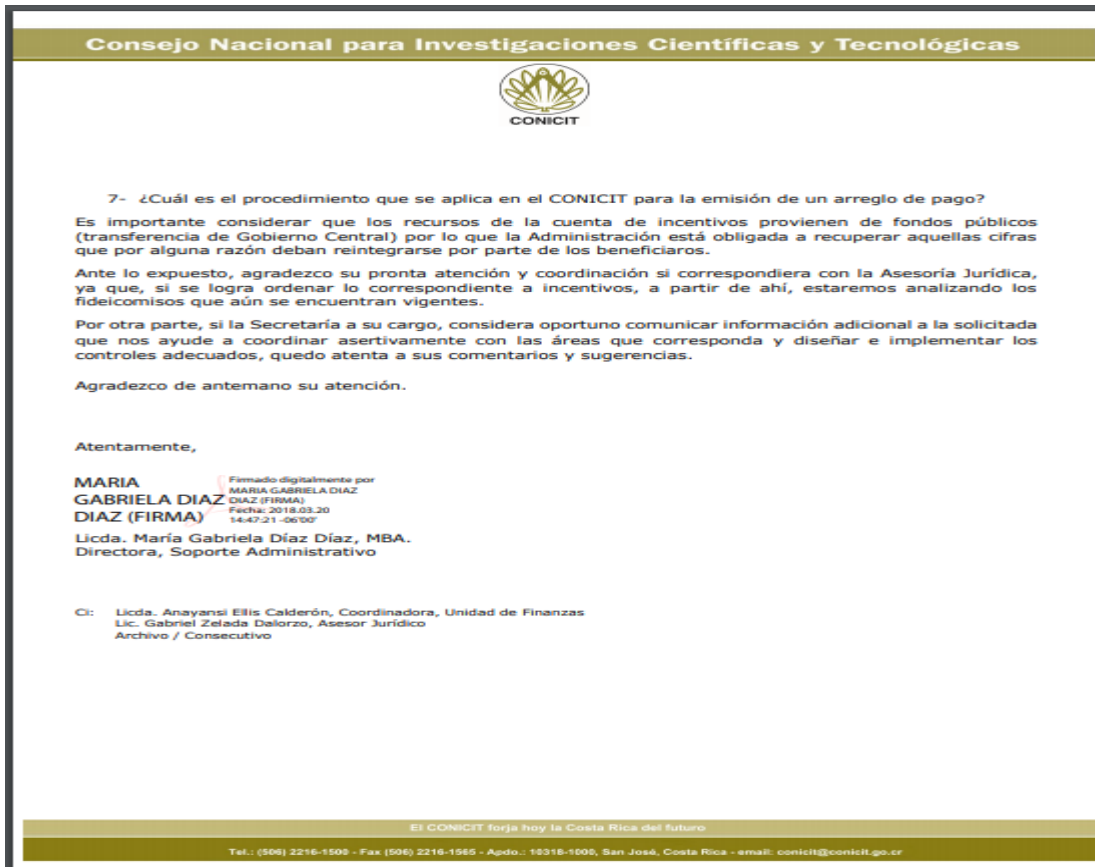 Consejo Nacional para Investigaciones Científicas y Tecnológicas
CONICIT
7- ¿Cuál es el procedimiento que se aplica en el CONICIT para la emisión de un arreglo de pago?
Es importante considerar que los recursos de la cuenta de incentivos provienen de fondos públicos
(transferencia de Gobierno Central) por lo que la Administración está obligada a recuperar aquellas cifras
que por alguna razón deban reintegrarse por parte de los beneficiaros.
Ante lo expuesto, agradezco su pronta atención y coordinación si correspondiera con la Asesoría Jurídica,
ya que, si se logra ordenar lo correspondiente a incentivos, a partir de ahí, estaremos analizando los
fideicomisos que aún se encuentran vigentes.
Por otra parte, si la Secretaría a su cargo, considera oportuno comunicar información adicional a la solicitada
que nos ayude a coordinar asertivamente con las áreas que corresponda y diseñar e implementar los
controles adecuados, quedo atenta a sus comentarios y sugerencias.
Agradezco de antemano su atención.
Atentamente,
MARIA
GABRIELA DIAZ
DIAZ (FIRMA)
Firmado digitalmente por
MARIA GABRIELA DIAZ
DIAZ (FIRMA)
Fecha: 2018.03.20
14:47:21 -06'00'
Licda. María Gabriela Díaz Díaz, MBA.
Directora, Soporte Administrativo
Ci: Licda. Anayansi Ellis Calderón, Coordinadora, Unidad de Finanzas
Lic. Gabriel Zelada Dalorzo, Asesor Jurídico
Archivo / Consecutivo
El CONICIT forja hoy la Costa Rica del futuro
Tel.: (506) 2216-1500 - Fax (506) 2216-1565 - Apdo.: 10318-1000, San José, Costa Rica - email: conicit@conicit.go.cr